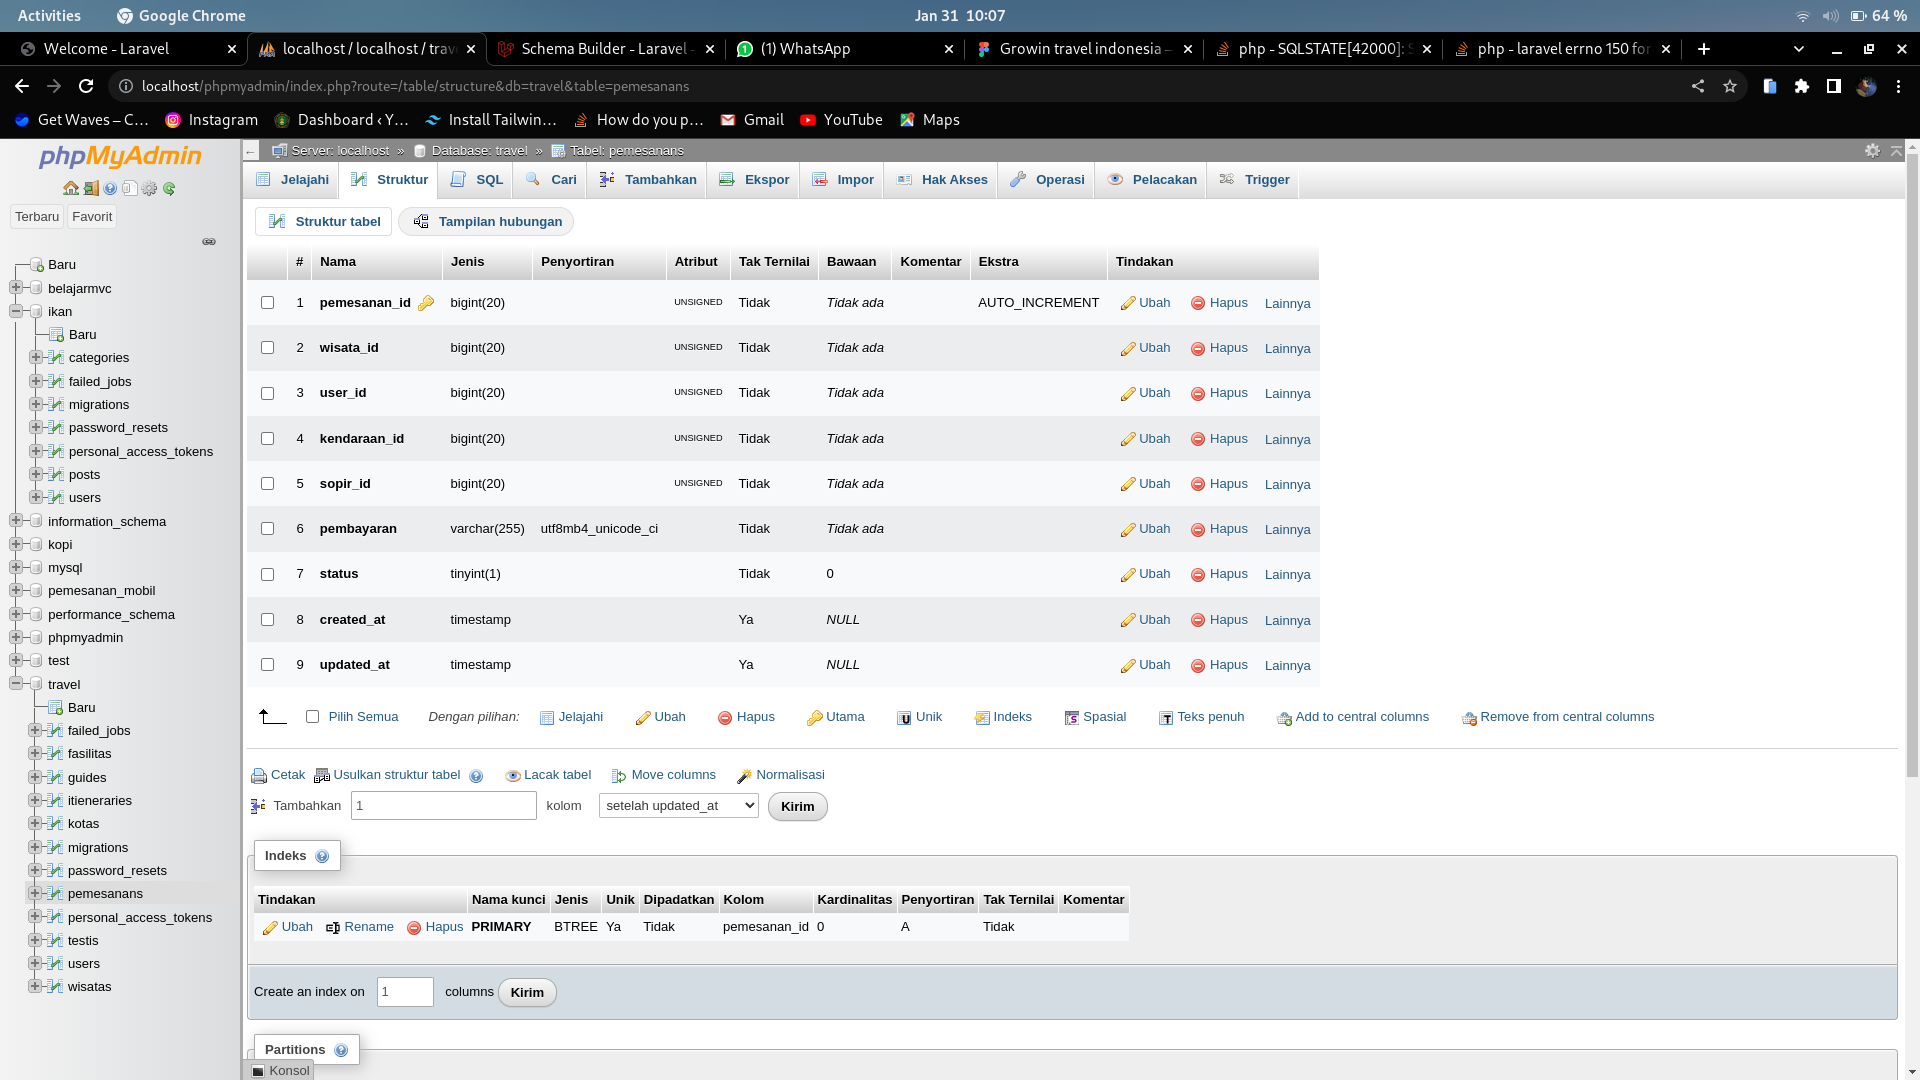 Activities
Google Chrome
Jan 31 10:07
64 %
Welcome - Laravel
localhost / localhost / trav
Schema Builder - Laravel -
(1) WhatsApp
Growin travel indonesia –
php - SQLSTATE[42000]: S
php - laravel errno 150 for
localhost/phpmyadmin/index.php?route=/table/structure&db=travel&table=pemesanans
Get Waves – C...
Instagram
Dashboard ‹ Y...
Install Tailwin...
How do you p...
Gmail
YouTube
Maps
phpMyAdmin
Terbaru
Favorit
Baru
belajarmvc
ikan
Baru
categories
failed_jobs
migrations
password_resets
personal_access_tokens
posts
users
information_schema
kopi
mysql
pemesanan_mobil
performance_schema
phpmyadmin
test
travel
Baru
failed_jobs
fasilitas
guides
itieneraries
kotas
migrations
password_resets
pemesanans
personal_access_tokens
testis
users
wisatas
Server: localhost » Database: travel » Tabel: pemesanans
Jelajahi Struktur SQL Cari Tambahkan Ekspor Impor Hak Akses Operasi Pelacakan Trigger
Struktur tabel Tampilan hubungan
# Nama Jenis Penyortiran Atribut Tak Ternilai Bawaan Komentar Ekstra Tindakan
1 pemesanan_id bigint(20) UNSIGNED Tidak Tidak ada AUTO_INCREMENT Ubah Hapus Lainnya
2 wisata_id bigint(20) UNSIGNED Tidak Tidak ada Ubah Hapus Lainnya
3 user_id bigint(20) UNSIGNED Tidak Tidak ada Ubah Hapus Lainnya
4 kendaraan_id bigint(20) UNSIGNED Tidak Tidak ada Ubah Hapus Lainnya
5 sopir_id bigint(20) UNSIGNED Tidak Tidak ada Ubah Hapus Lainnya
6 pembayaran varchar(255) utf8mb4_unicode_ci Tidak Tidak ada Ubah Hapus Lainnya
7 status tinyint(1) Tidak 0 Ubah Hapus Lainnya
8 created_at timestamp Ya NULL Ubah Hapus Lainnya
9 updated_at timestamp Ya NULL Ubah Hapus Lainnya
Pilih Semua Dengan pilihan: Jelajahi Ubah Hapus Utama Unik Indeks Spasial Teks penuh Add to central columns Remove from central columns
Cetak Usulkan struktur tabel Lacak tabel Move columns Normalisasi
Tambahkan 1 kolom setelah updated_at Kirim
Indeks
Tindakan Nama kunci Jenis Unik Dipadatkan Kolom Kardinalitas Penyortiran Tak Ternilai Komentar
Ubah Rename Hapus PRIMARY BTREE Ya Tidak pemesanan_id 0 A Tidak
Create an index on 1 columns Kirim
Partitions
Konsol